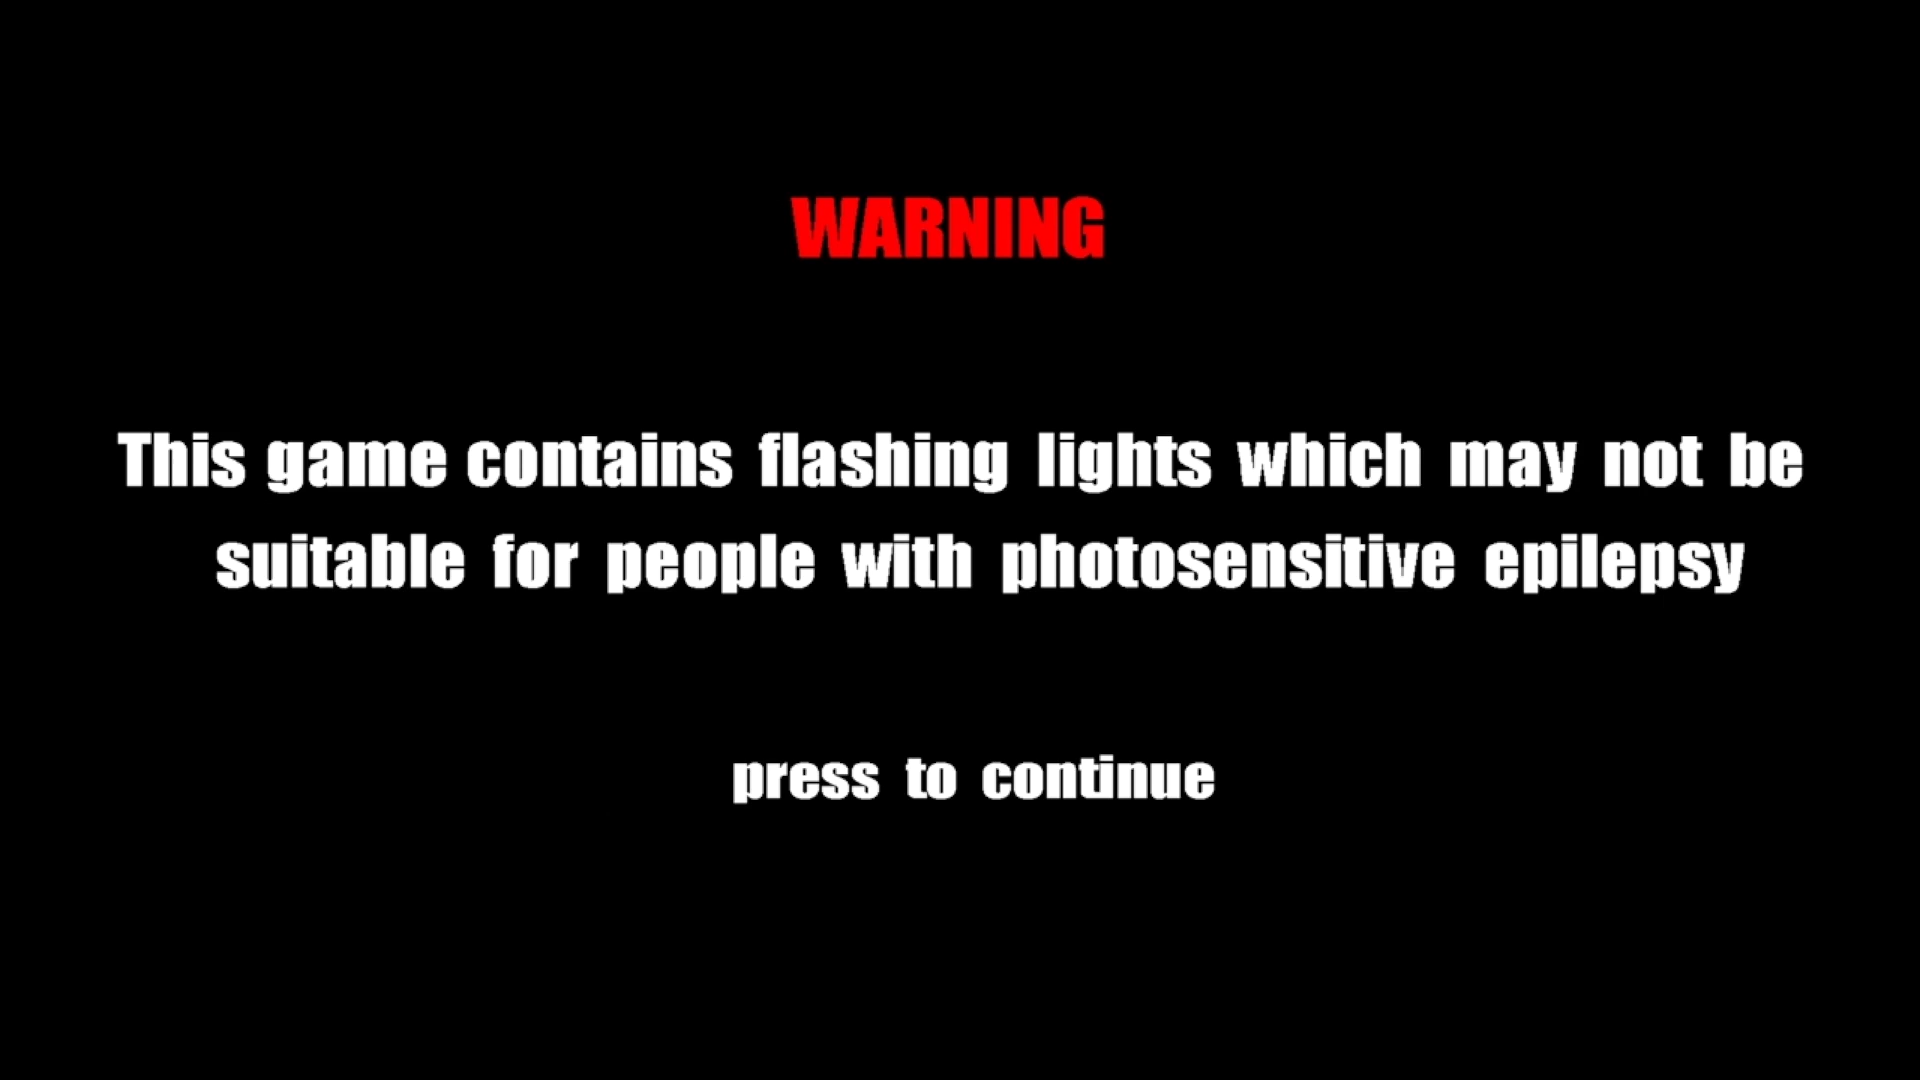 WARNING
This game contains flashing lights which may not be
suitable for people with photosensitive epilepsy
press to continue